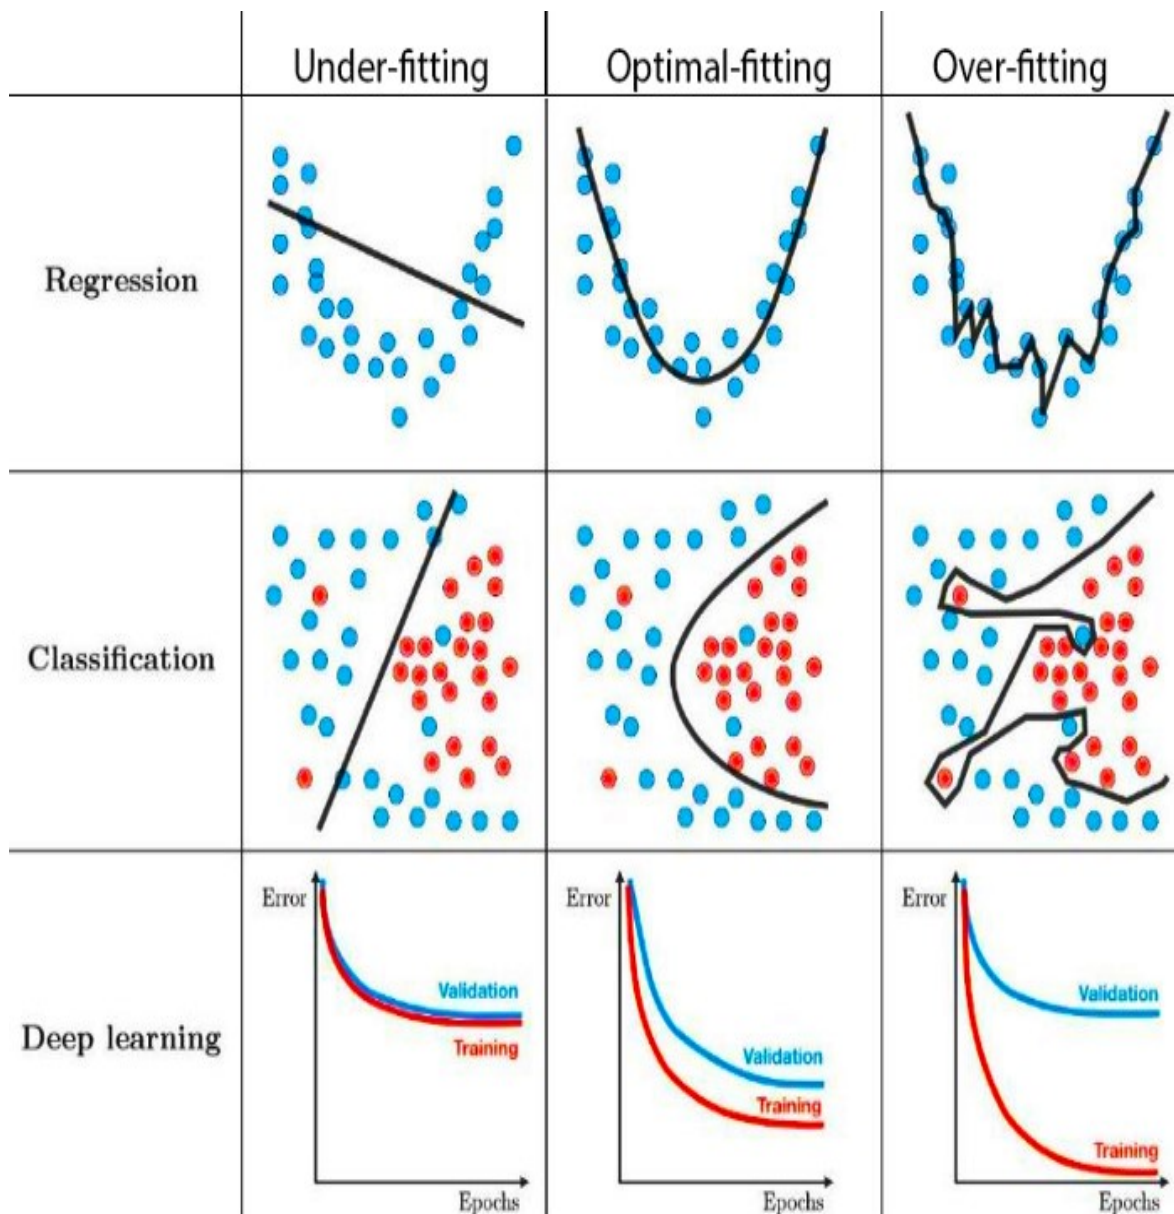 Under-fitting
Optimal-fitting
Over-fitting
Regression
Classification
Deep learning
Error
Validation
Training
Epochs
Error
Validation
Training
Epochs
Error
Validation
Training
Epochs